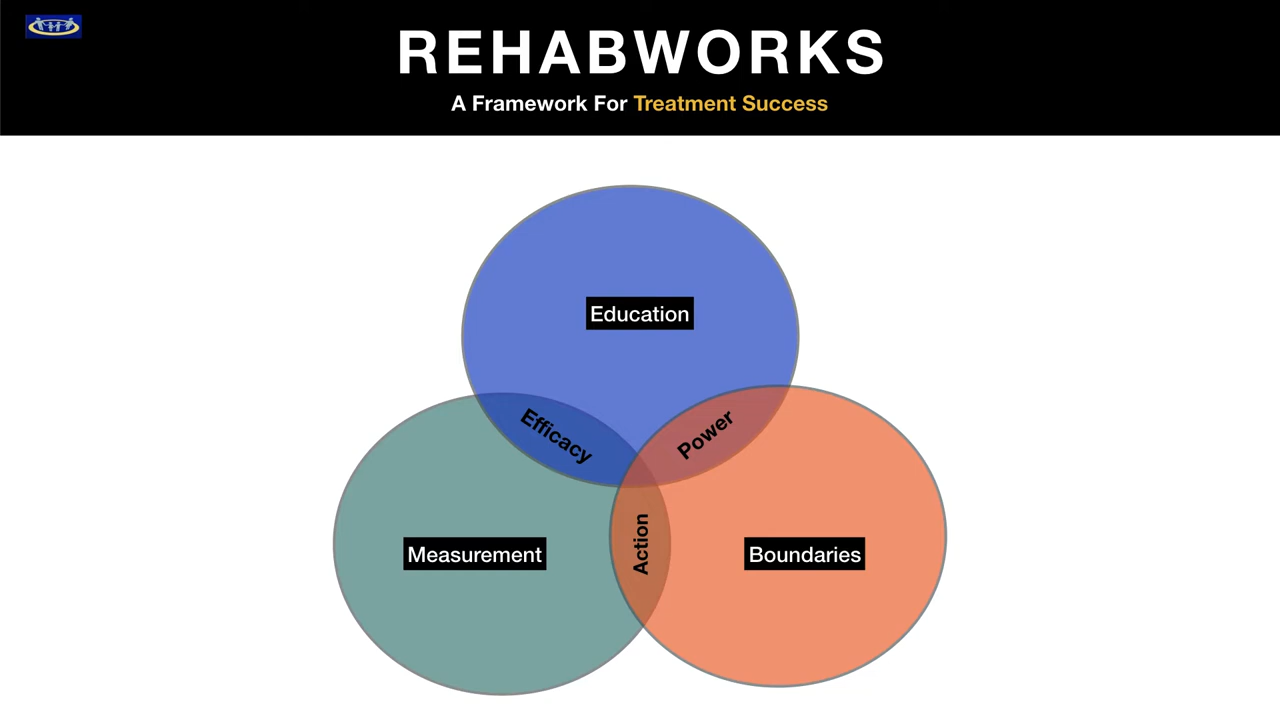 REHABWORKS
A Framework For Treatment Success
Education
Efficacy
Power
Action
Measurement
Boundaries